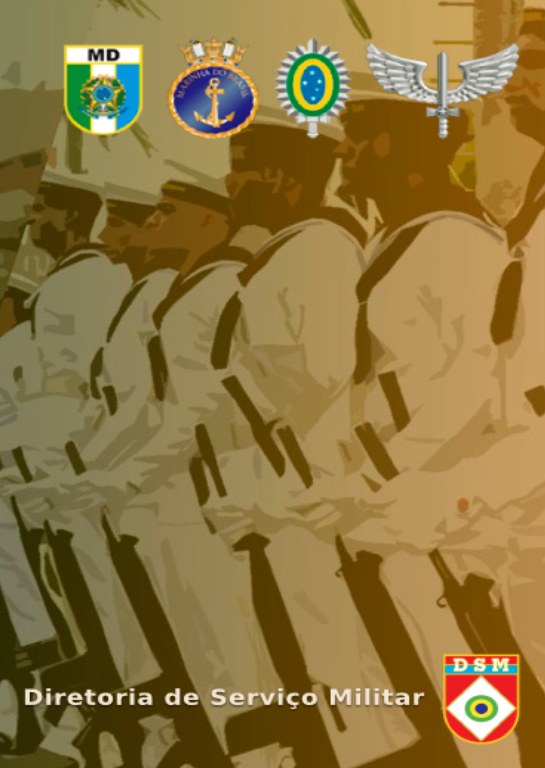 MD
MARINHA DO BRASIL
DSM
Diretoria de Serviço Militar